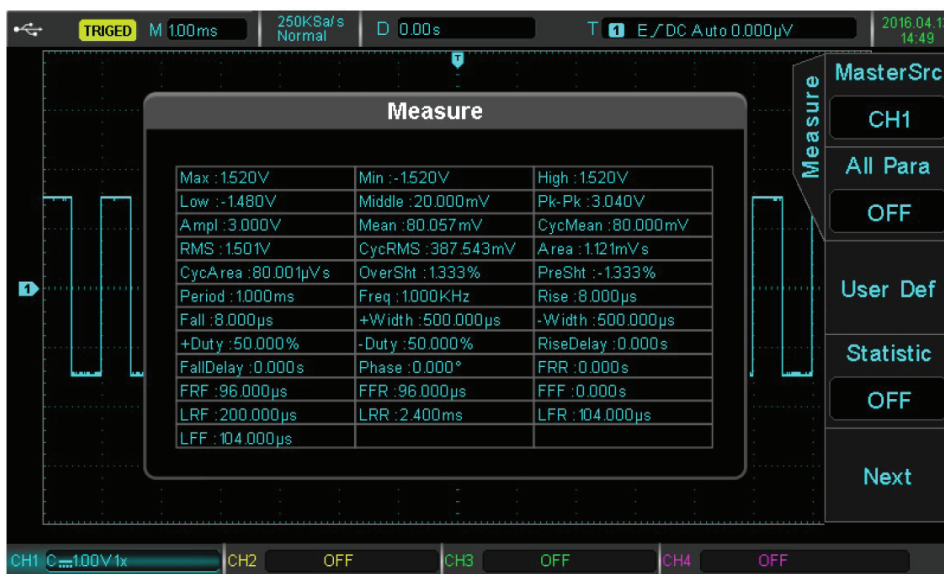 TRIGED M 1.00ms 250KSa/s Normal D 0.00s T 1 E DC Auto 0.000µV 2016.04.13 14:49
T
Measure
Max :1.520V Min :-1.520V High :1.520V
Low :-1.480V Middle :20.000mV Pk-Pk :3.040V
Ampl :3.000V Mean :80.057mV CycMean :80.000mV
RMS :1.501V CycRMS :387.543mV Area :1.121mVs
CycArea :80.001µVs OverSht :1.333% PreSht :-1.333%
Period :1.000ms Freq :1.000KHz Rise :8.000µs
Fall :8.000µs +Width :500.000µs -Width :500.000µs
+Duty :50.000% -Duty :50.000% RiseDelay :0.000s
FallDelay :0.000s Phase :0.000° FRR :0.000s
FRF :96.000µs FFR :96.000µs FFF :0.000s
LRF :200.000µs LRR :2.400ms LFR :104.000µs
LFF :104.000µs
1
Measure
MasterSrc
CH1
All Para
OFF
User Def
Statistic
OFF
Next
CH1 C 1.00V 1x CH2 OFF CH3 OFF CH4 OFF